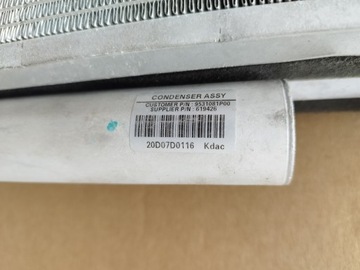 CONDENSER ASSY
CUSTOMER P/N : 9531081P00
SUPPLIER P/N : 619426
20D07D0116 Kdac